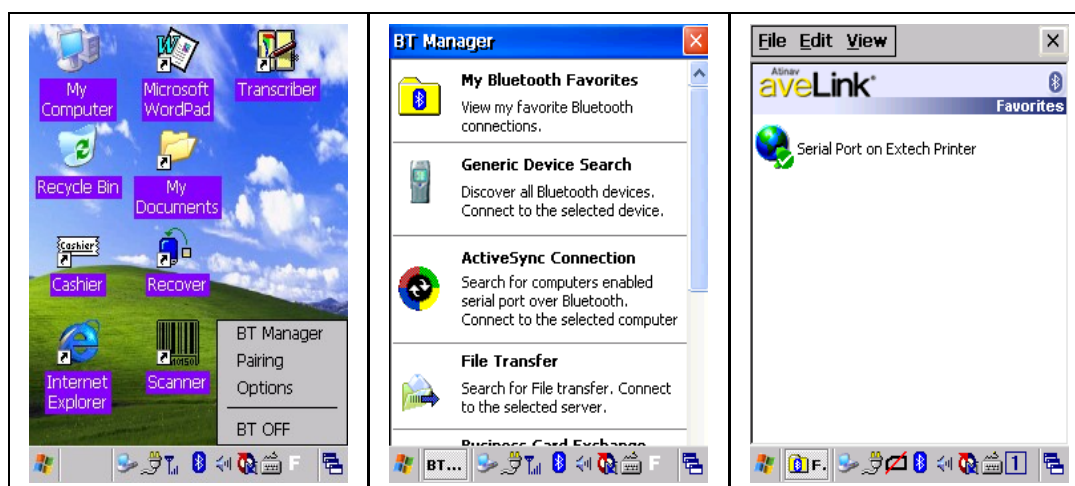 My
Computer
Microsoft
WordPad
Transcriber
Recycle Bin
My
Documents
Cashier
Cashier
Recover
Internet
Explorer
Scanner
BT Manager
Pairing
Options
BT OFF
F
BT Manager
My Bluetooth Favorites
View my favorite Bluetooth
connections.
Generic Device Search
Discover all Bluetooth devices.
Connect to the selected device.
ActiveSync Connection
Search for computers enabled
serial port over Bluetooth.
Connect to the selected computer
File Transfer
Search for File transfer. Connect
to the selected server.
Business Card Exchange
BT...
F
File Edit View
Atinav
aveLink
Favorites
Serial Port on Extech Printer
F.
1